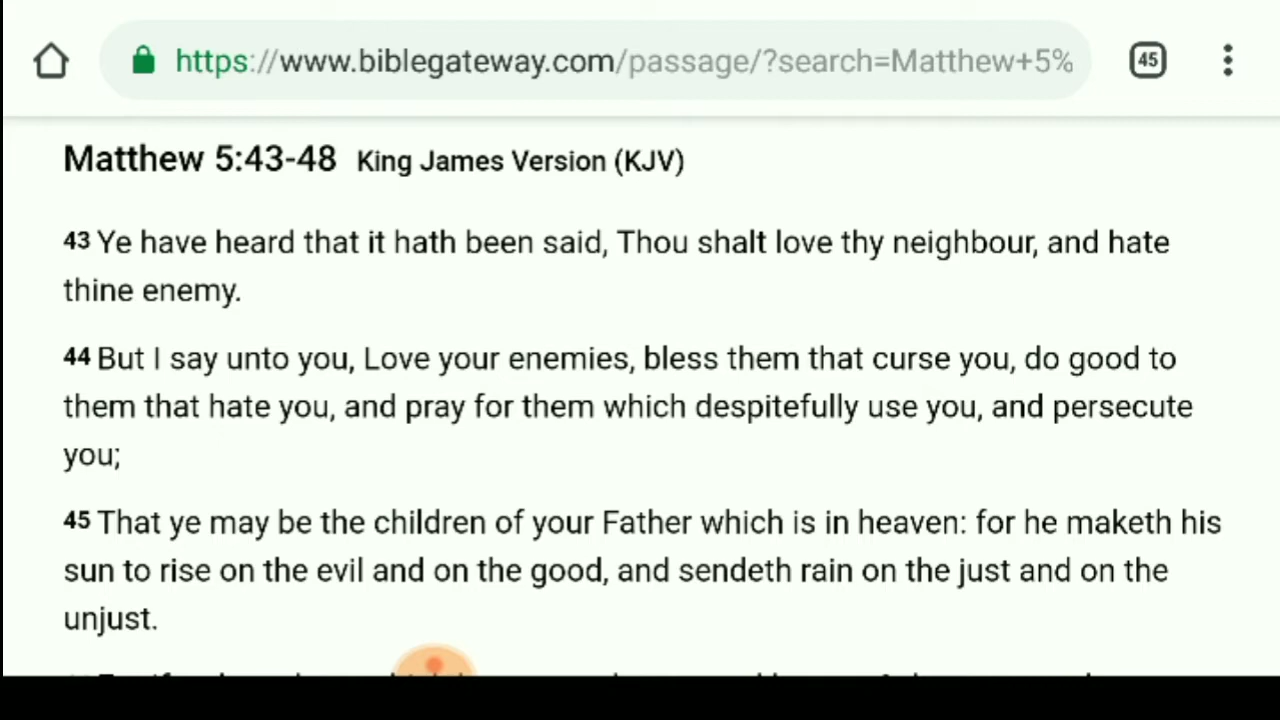 https://www.biblegateway.com/passage/?search=Matthew+5%
45
Matthew 5:43-48 King James Version (KJV)
43 Ye have heard that it hath been said, Thou shalt love thy neighbour, and hate
thine enemy.
44 But I say unto you, Love your enemies, bless them that curse you, do good to
them that hate you, and pray for them which despitefully use you, and persecute
you;
45 That ye may be the children of your Father which is in heaven: for he maketh his
sun to rise on the evil and on the good, and sendeth rain on the just and on the
unjust.